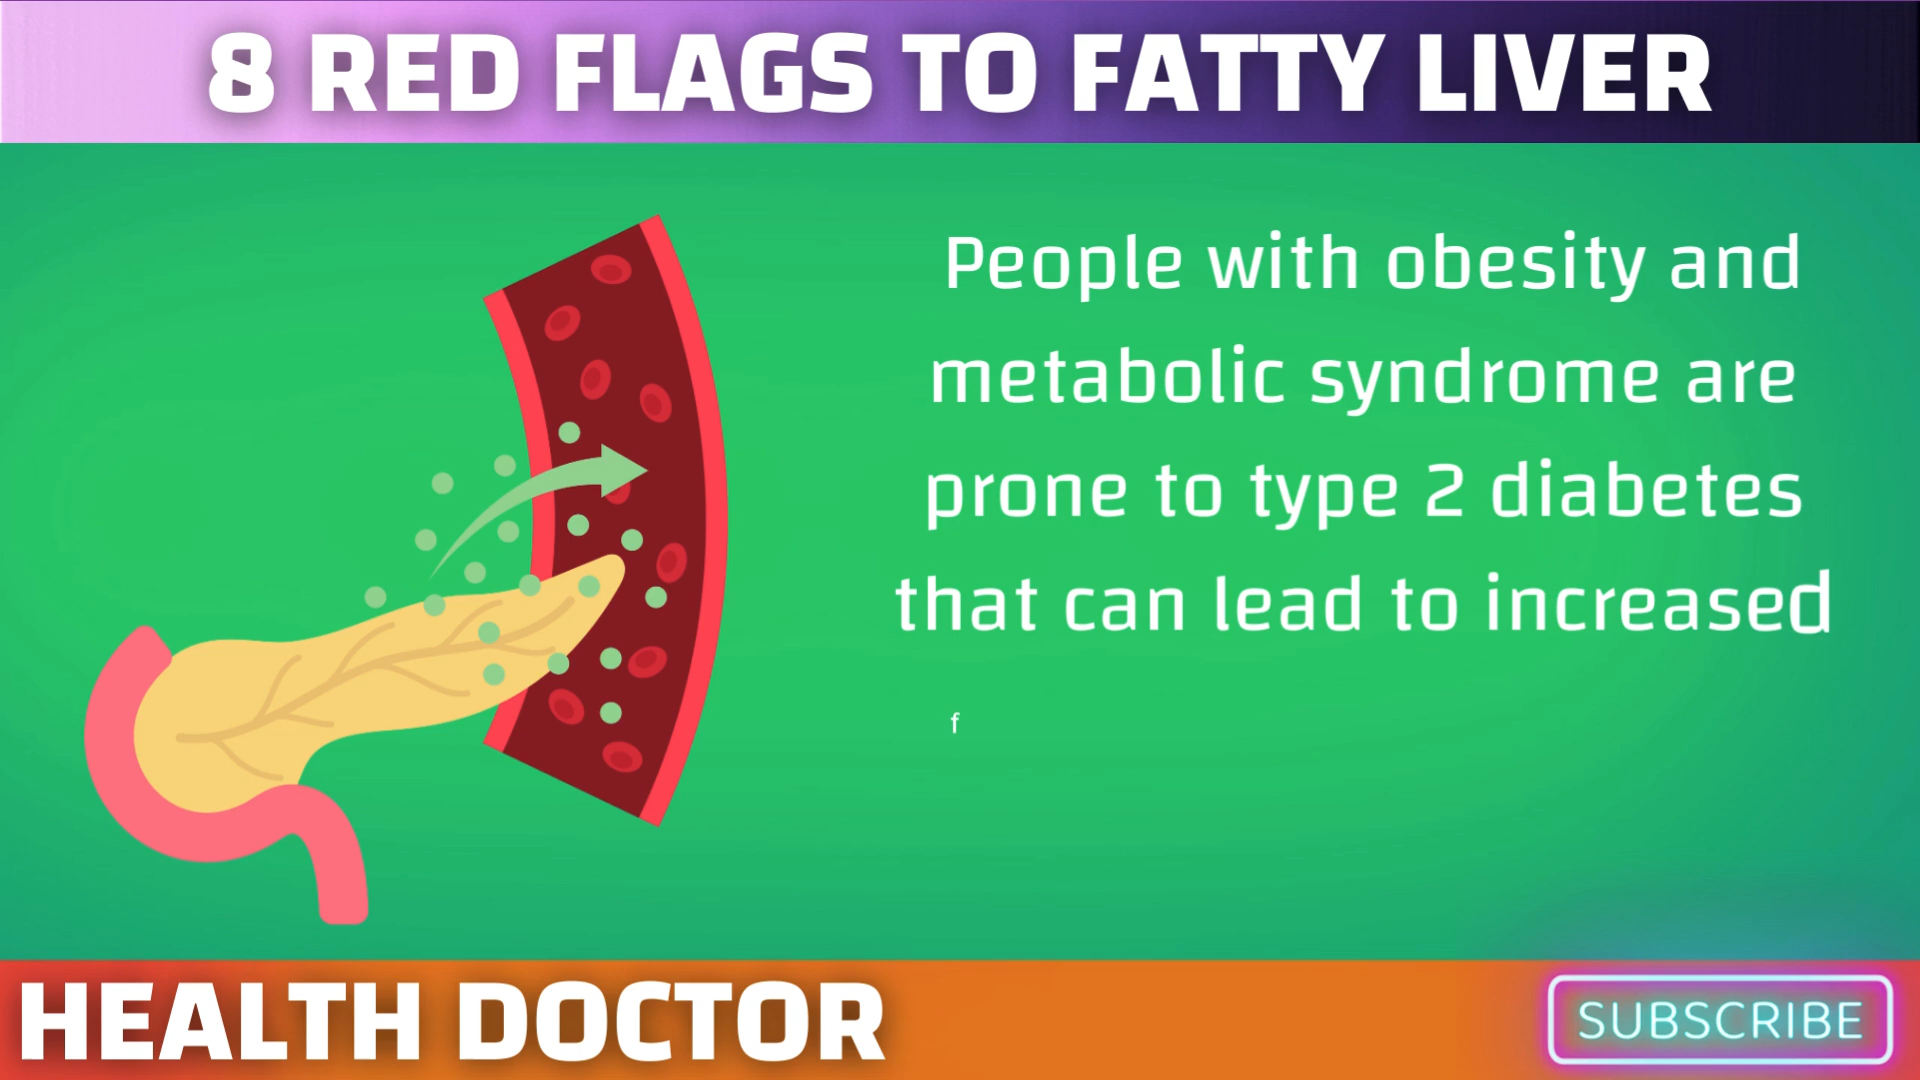 8 RED FLAGS TO FATTY LIVER
People with obesity and
metabolic syndrome are
prone to type 2 diabetes
that can lead to increased
f
HEALTH DOCTOR
SUBSCRIBE